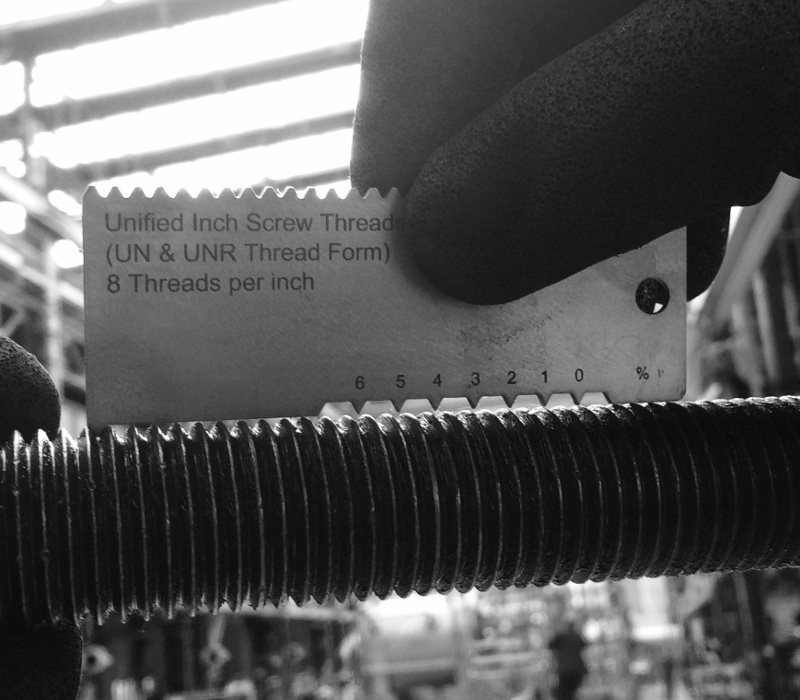 Unified Inch Screw Threads
(UN & UNR Thread Form)
8 Threads per inch
6 5 4 3 2 1 0 %